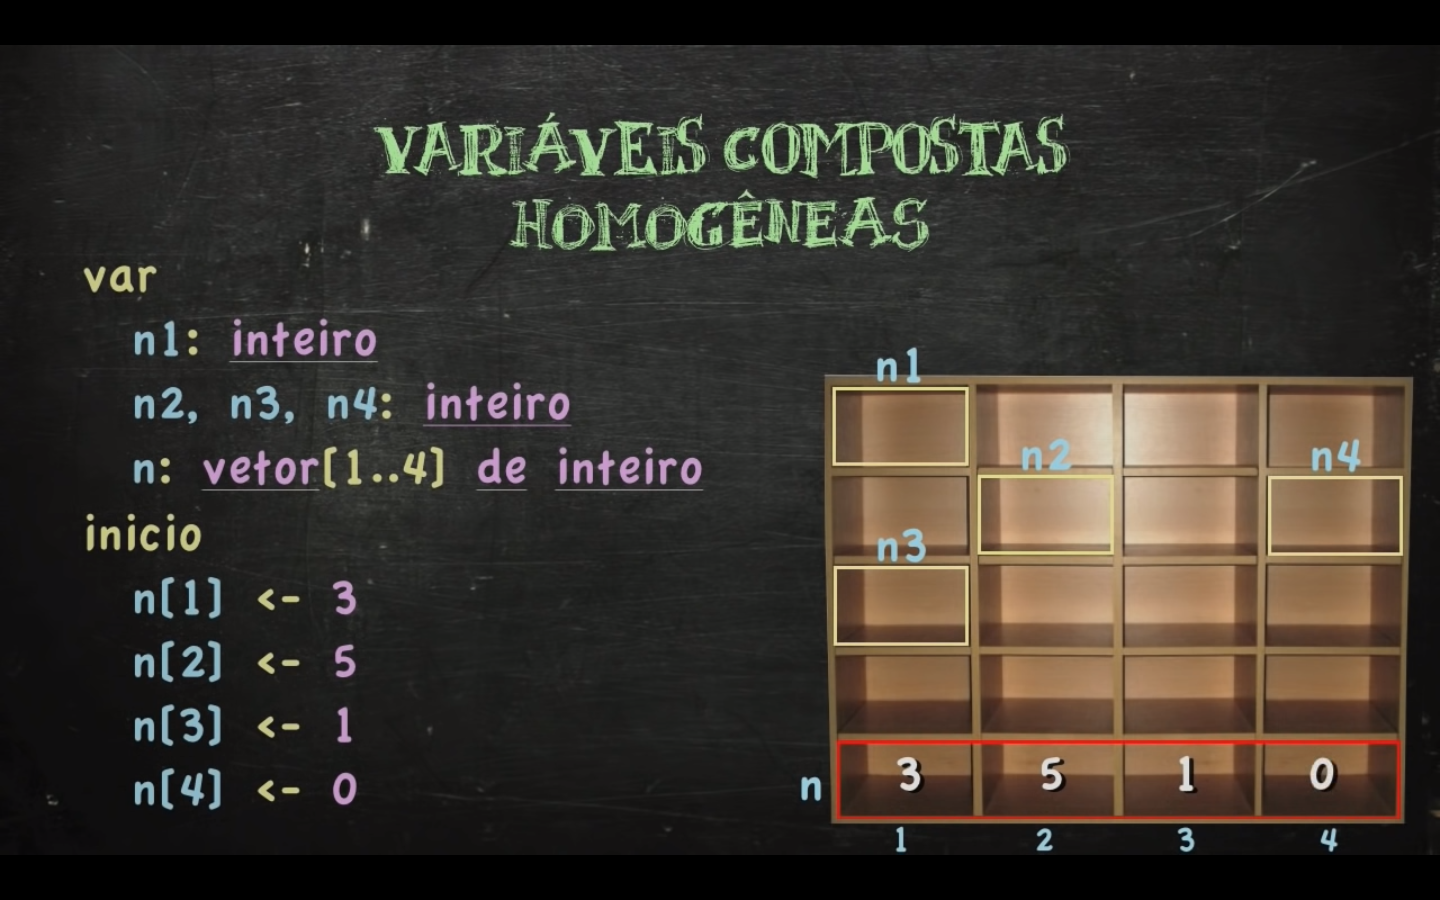 VARIÁVEIS COMPOSTAS
HOMOGÊNEAS
var
n1: inteiro
n2, n3, n4: inteiro
n: vetor[1..4] de inteiro
inicio
n[1] <- 3
n[2] <- 5
n[3] <- 1
n[4] <- 0
n1
n2
n4
n3
n 3 5 1 0
1 2 3 4